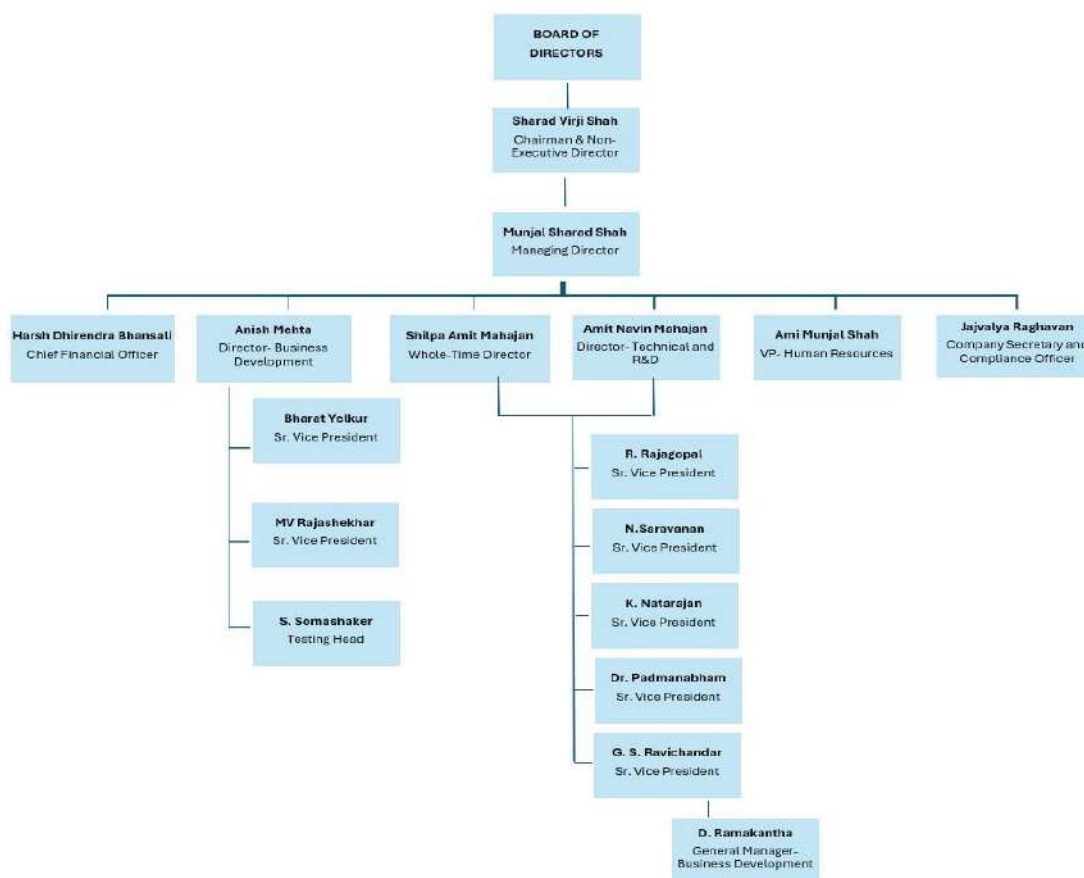 BOARD OF
DIRECTORS
Sharad Virji Shah
Chairman & Non-
Executive Director
Munjal Sharad Shah
Managing Director
Harsh Dhirendra Bhansali
Chief Financial Officer
Anish Mehta
Director- Business
Development
Shilpa Amit Mahajan
Whole-Time Director
Amit Navin Mahajan
Director- Technical and
R&D
Ami Munjal Shah
VP- Human Resources
Jajvalya Raghavan
Company Secretary and
Compliance Officer
Bharat Yelkur
Sr. Vice President
MV Rajashekhar
Sr. Vice President
S. Somashaker
Testing Head
R. Rajagopal
Sr. Vice President
N.Saravanan
Sr. Vice President
K. Natarajan
Sr. Vice President
Dr. Padmanabham
Sr. Vice President
G. S. Ravichandar
Sr. Vice President
D. Ramakantha
General Manager-
Business Development